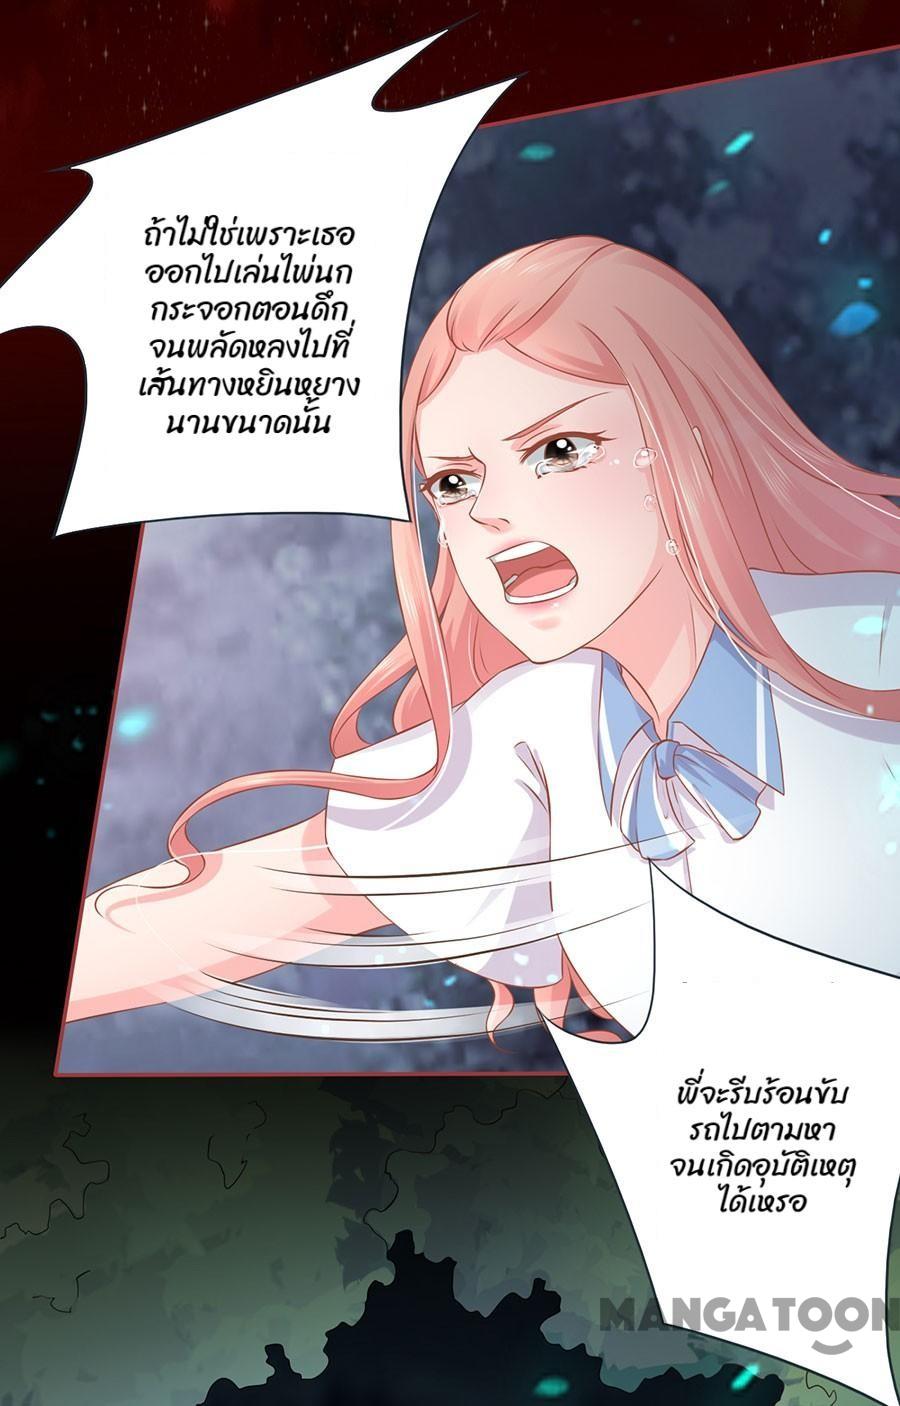 ถ้าไม่ใช่เพราะเธอ
ออกไปเล่นไพ่นก
กระจอกตอนดึก
จนพลัดหลงไปที่
เส้นทางหยินหยาง
นานขนาดนั้น
พี่จะรีบร้อนขับ
รถไปตามหา
จนเกิดอุบัติเหตุ
ได้เหรอ
MANGATOON